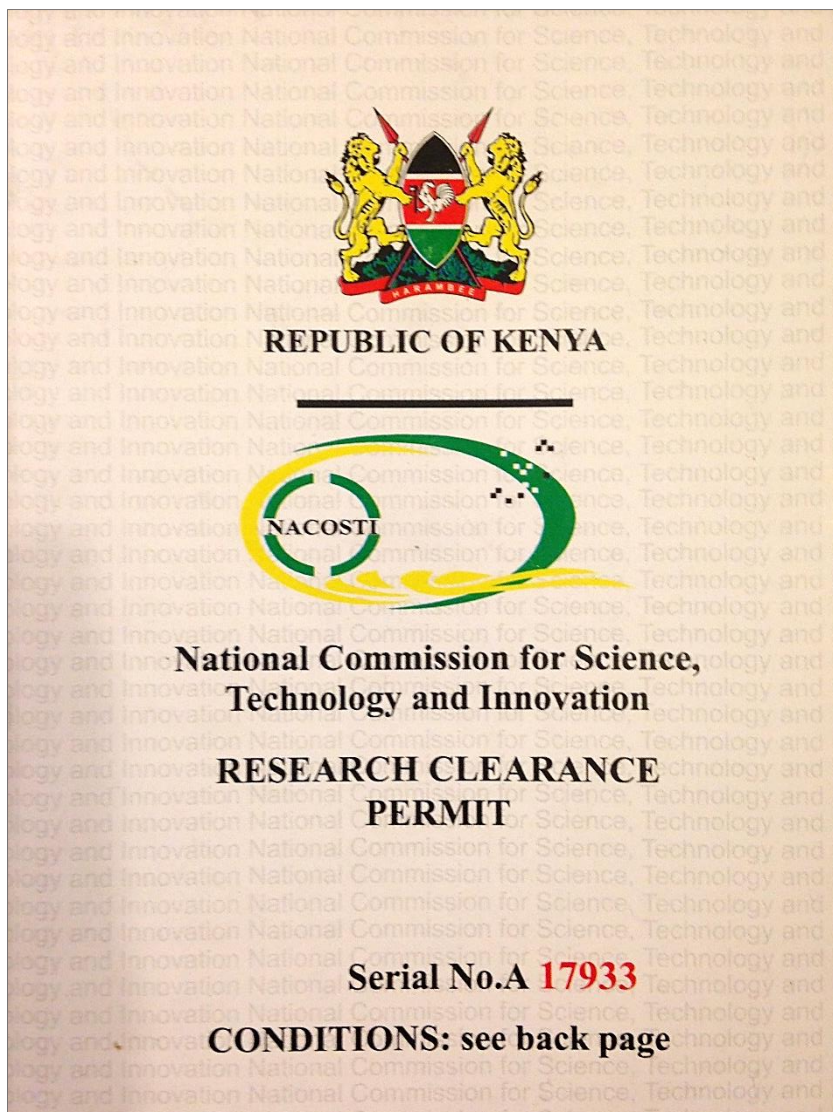 HARAMBEE
REPUBLIC OF KENYA
NACOSTI
National Commission for Science,
Technology and Innovation
RESEARCH CLEARANCE
PERMIT
Serial No.A 17933
CONDITIONS: see back page